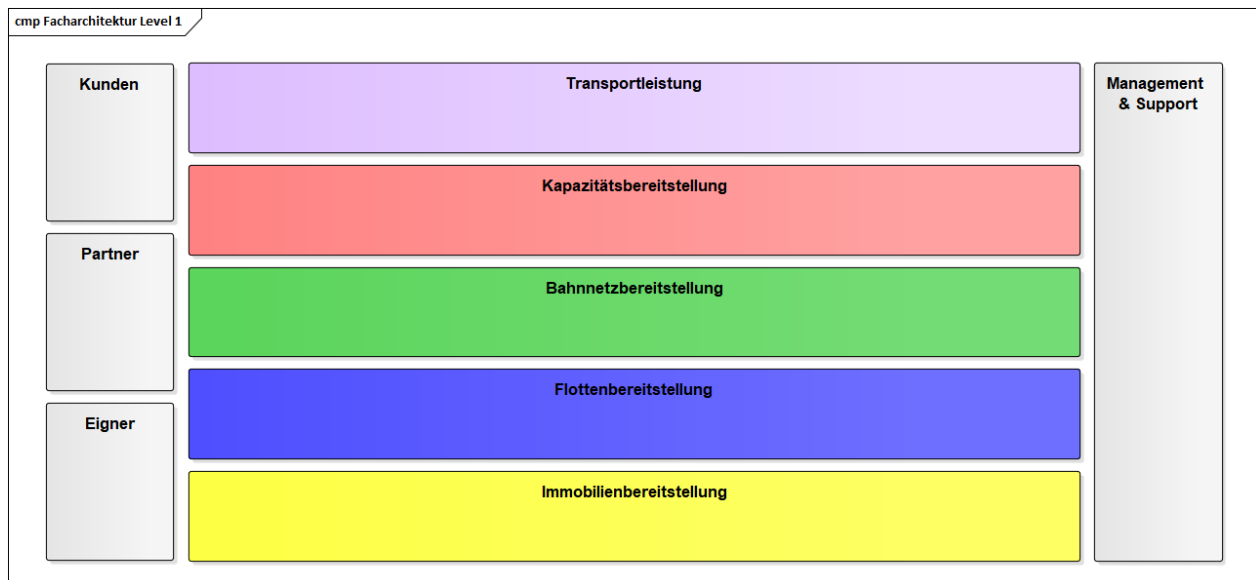 cmp Facharchitektur Level 1
Kunden
Partner
Eigner
Transportleistung
Kapazitätsbereitstellung
Bahnnetzbereitstellung
Flottenbereitstellung
Immobilienbereitstellung
Management
& Support